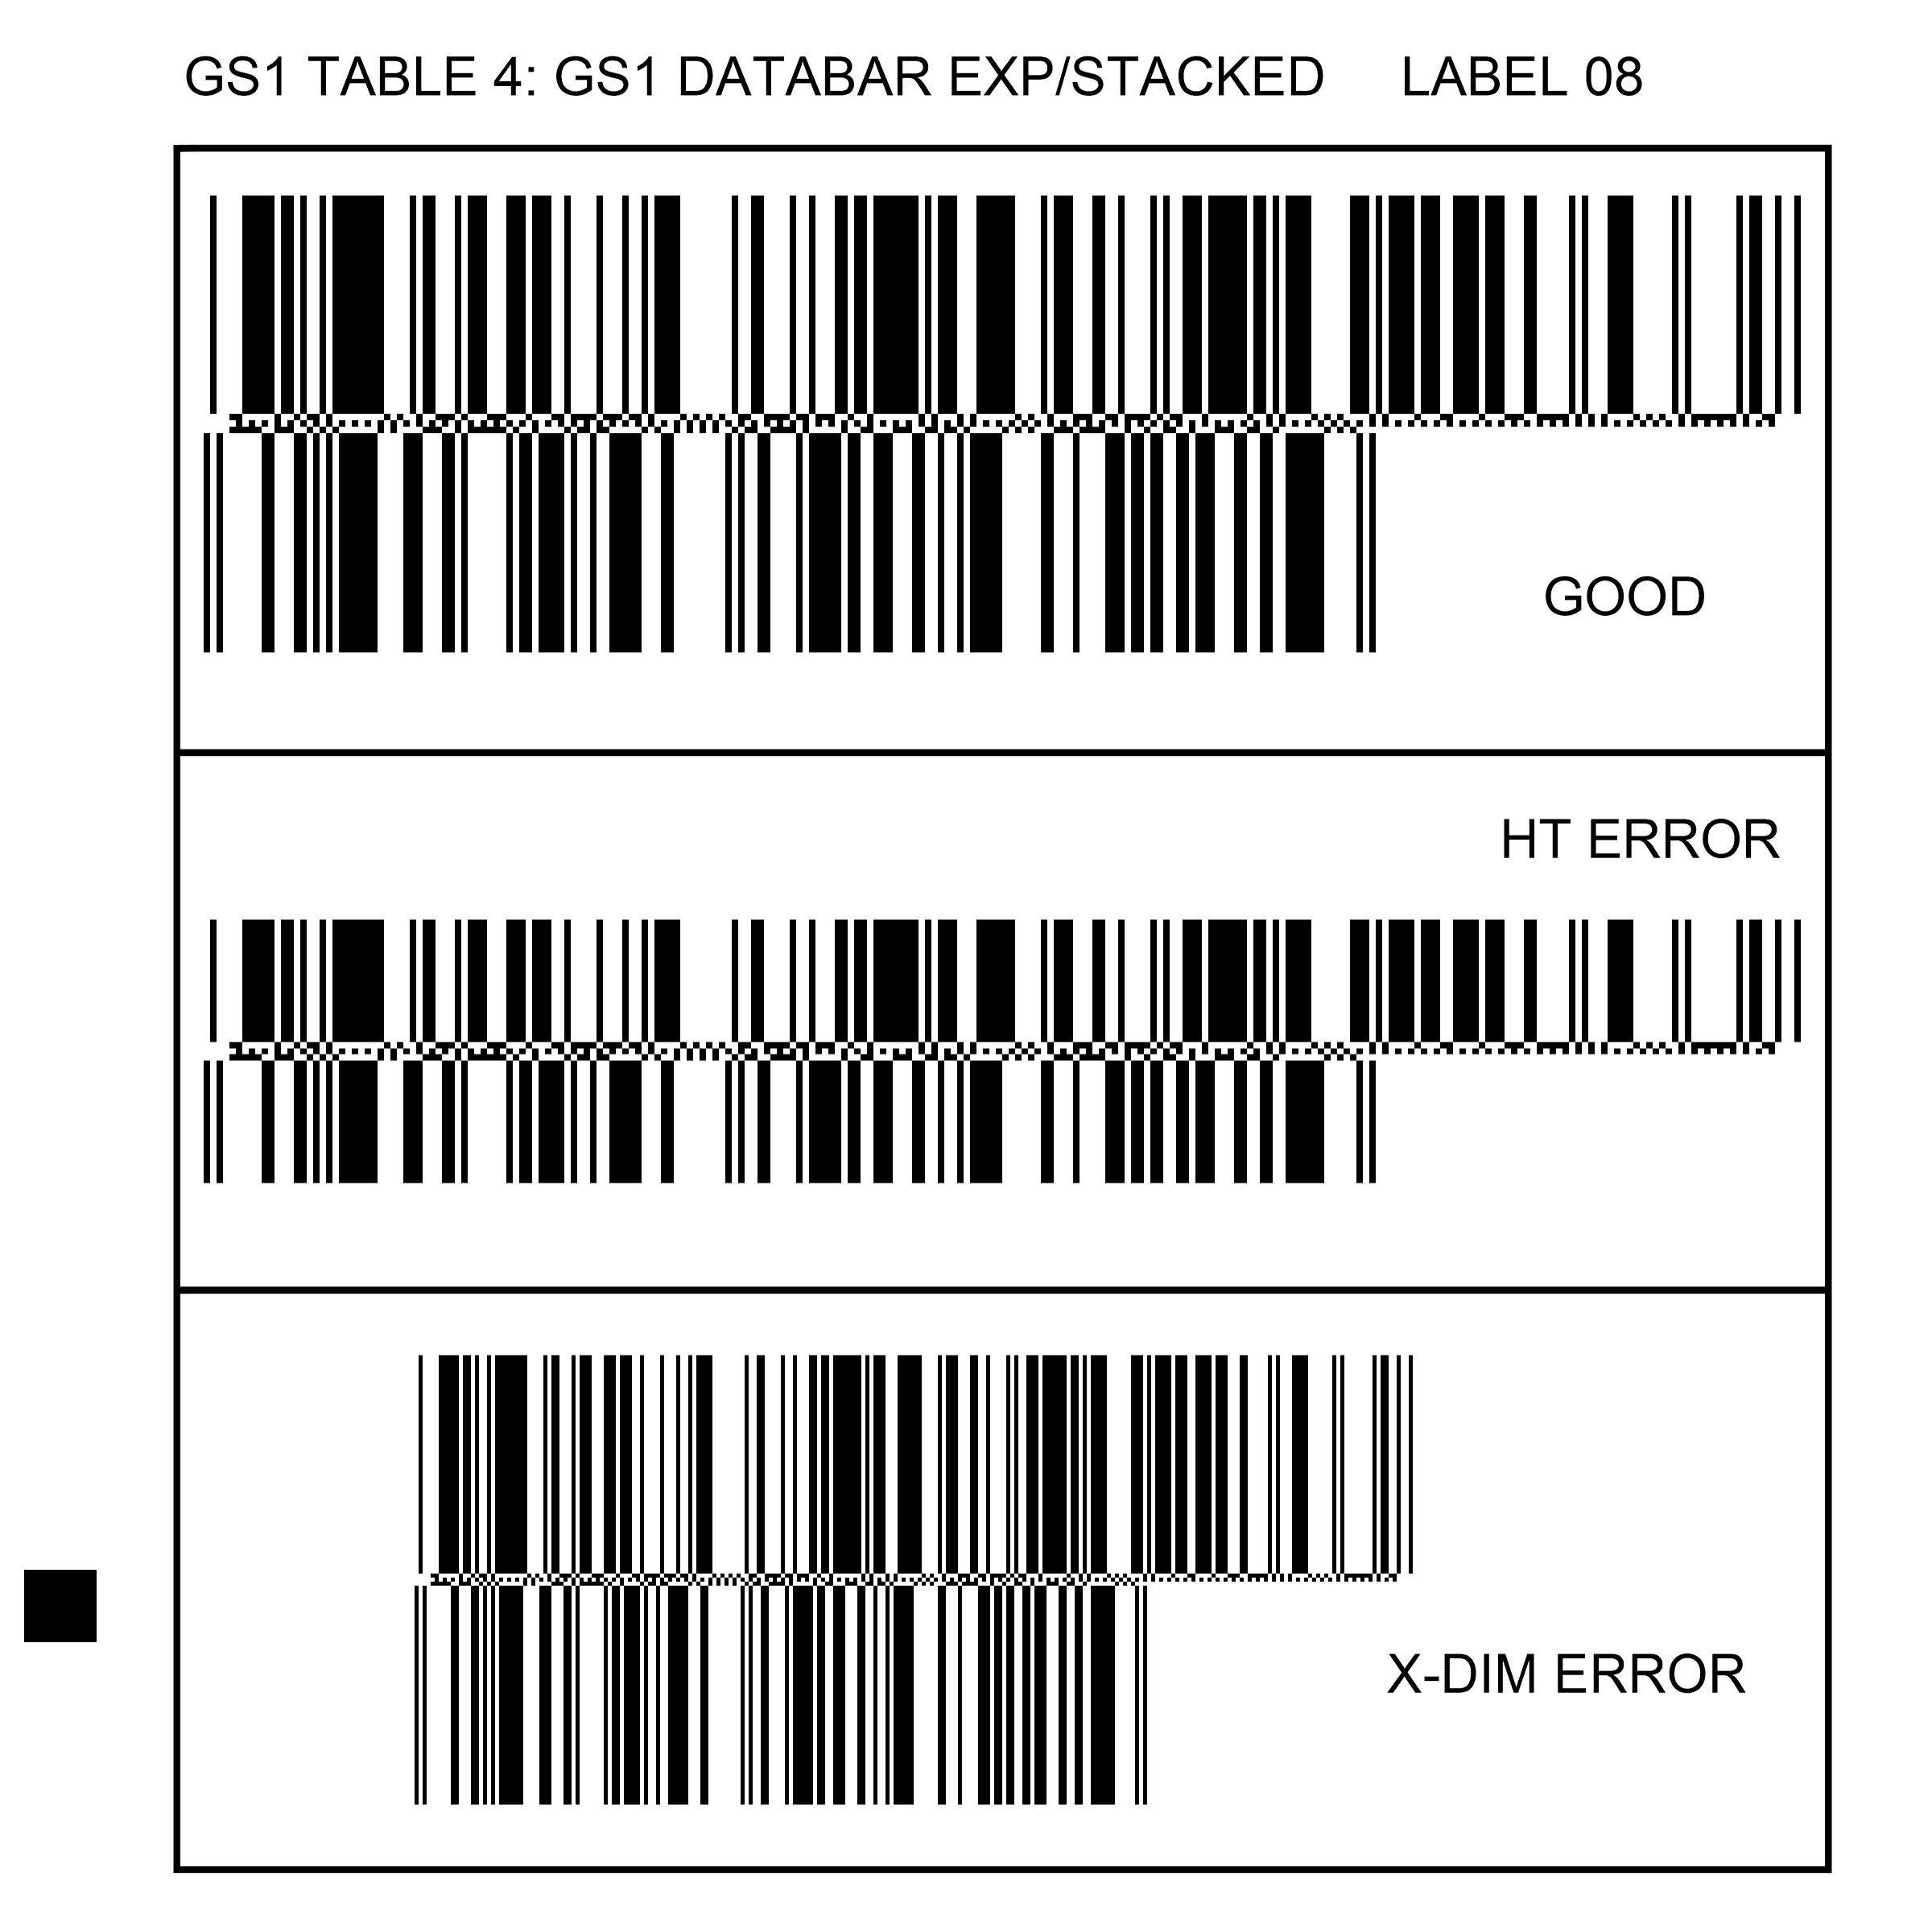 GS1 TABLE 4: GS1 DATABAR EXP/STACKED LABEL 08
GOOD
HT ERROR
X-DIM ERROR